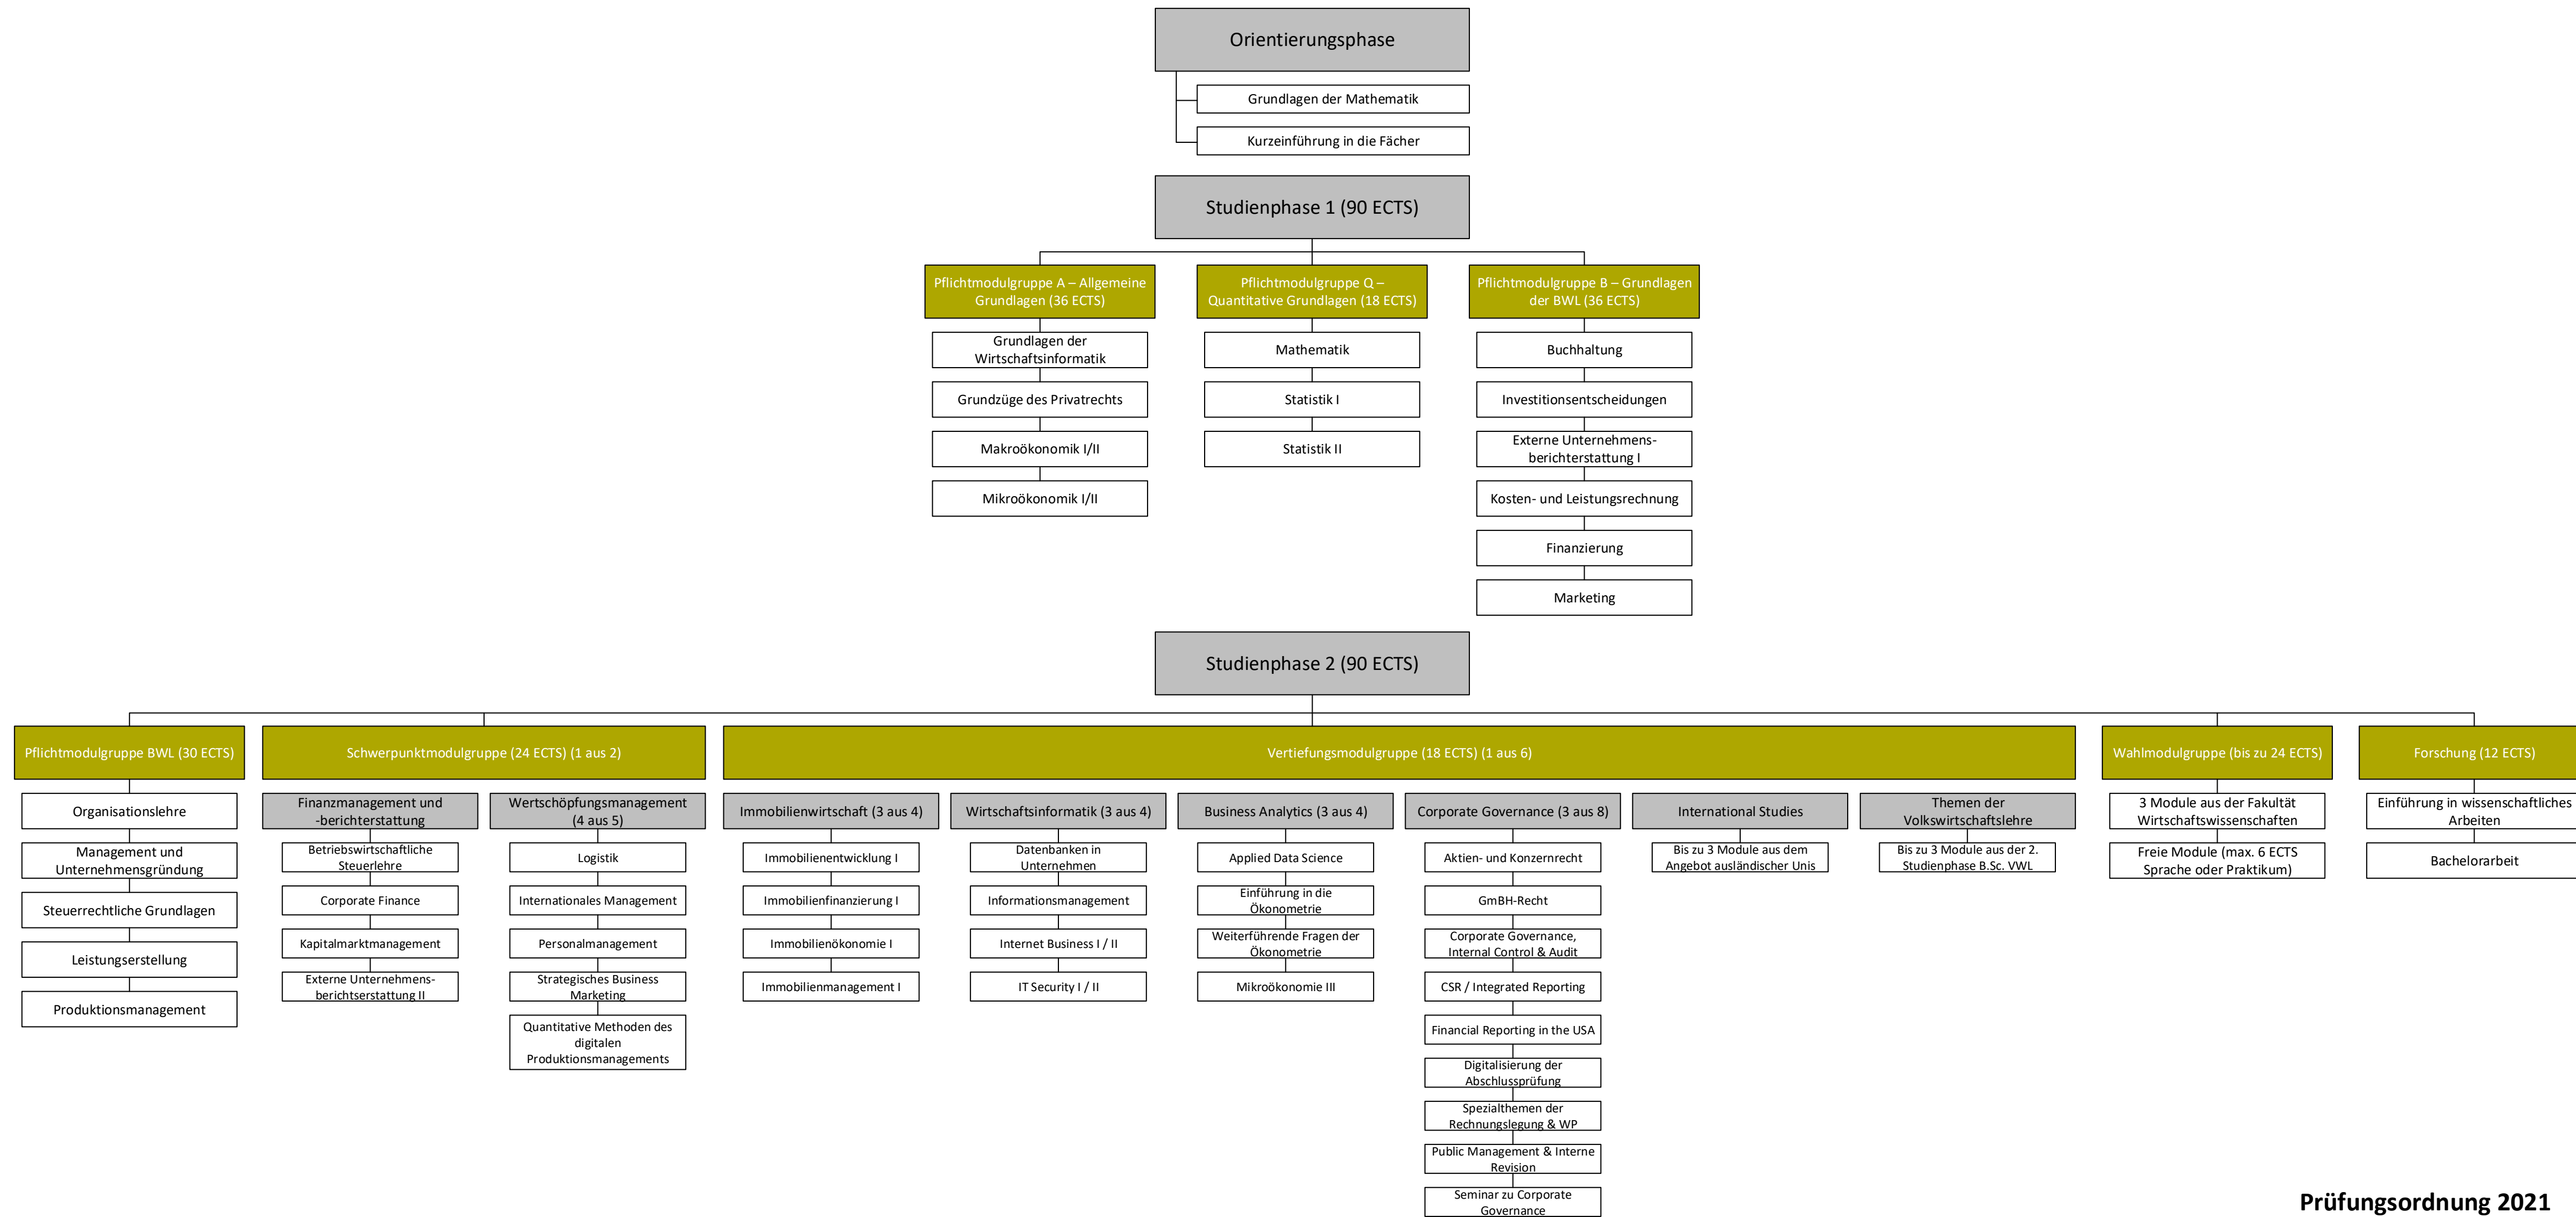 Orientierungsphase
Grundlagen der Mathematik
Kurzeinführung in die Fächer
Studienphase 1 (90 ECTS)
Pflichtmodulgruppe A – Allgemeine
Grundlagen (36 ECTS)
Grundlagen der
Wirtschaftsinformatik
Grundzüge des Privatrechts
Makroökonomik I/II
Mikroökonomik I/II
Pflichtmodulgruppe Q –
Quantitative Grundlagen (18 ECTS)
Mathematik
Statistik I
Statistik II
Pflichtmodulgruppe B – Grundlagen
der BWL (36 ECTS)
Buchhaltung
Investitionsentscheidungen
Externe Unternehmens-
berichterstattung I
Kosten- und Leistungsrechnung
Finanzierung
Marketing
Studienphase 2 (90 ECTS)
Pflichtmodulgruppe BWL (30 ECTS)
Organisationslehre
Management und
Unternehmensgründung
Steuerrechtliche Grundlagen
Leistungserstellung
Produktionsmanagement
Schwerpunktmodulgruppe (24 ECTS) (1 aus 2)
Finanzmanagement und
-berichterstattung
Betriebswirtschaftliche
Steuerlehre
Corporate Finance
Kapitalmarktmanagement
Externe Unternehmens-
berichtserstattung II
Wertschöpfungsmanagement
(4 aus 5)
Logistik
Internationales Management
Personalmanagement
Strategisches Business
Marketing
Quantitative Methoden des
digitalen
Produktionsmanagements
Vertiefungsmodulgruppe (18 ECTS) (1 aus 6)
Immobilienwirtschaft (3 aus 4)
Immobilienentwicklung I
Immobilienfinanzierung I
Immobilienökonomie I
Immobilienmanagement I
Wirtschaftsinformatik (3 aus 4)
Datenbanken in
Unternehmen
Informationsmanagement
Internet Business I / II
IT Security I / II
Business Analytics (3 aus 4)
Applied Data Science
Einführung in die
Ökonometrie
Weiterführende Fragen der
Ökonometrie
Mikroökonomie III
Corporate Governance (3 aus 8)
Aktien- und Konzernrecht
GmBH-Recht
Corporate Governance,
Internal Control & Audit
CSR / Integrated Reporting
Financial Reporting in the USA
Digitalisierung der
Abschlussprüfung
Spezialthemen der
Rechnungslegung & WP
Public Management & Interne
Revision
Seminar zu Corporate
Governance
International Studies
Bis zu 3 Module aus dem
Angebot ausländischer Unis
Themen der
Volkswirtschaftslehre
Bis zu 3 Module aus der 2.
Studienphase B.Sc. VWL
Wahlmodulgruppe (bis zu 24 ECTS)
3 Module aus der Fakultät
Wirtschaftswissenschaften
Freie Module (max. 6 ECTS
Sprache oder Praktikum)
Forschung (12 ECTS)
Einführung in wissenschaftliches
Arbeiten
Bachelorarbeit
Prüfungsordnung 2021